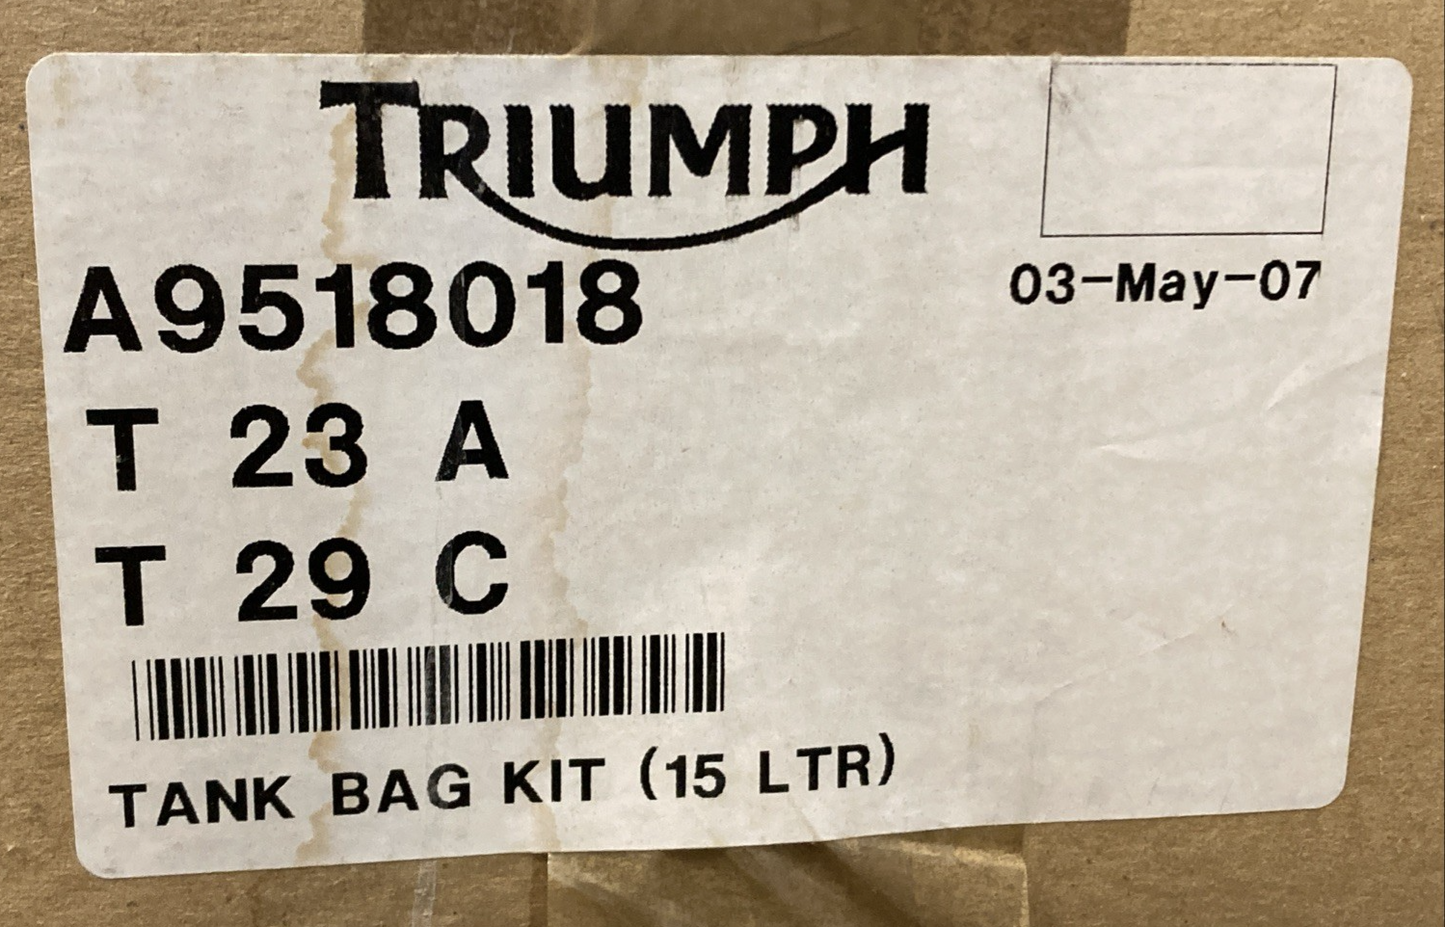 TRIUMPH
A9518018
03-May-07
T 23 A
T 29 C
TANK BAG KIT (15 LTR)